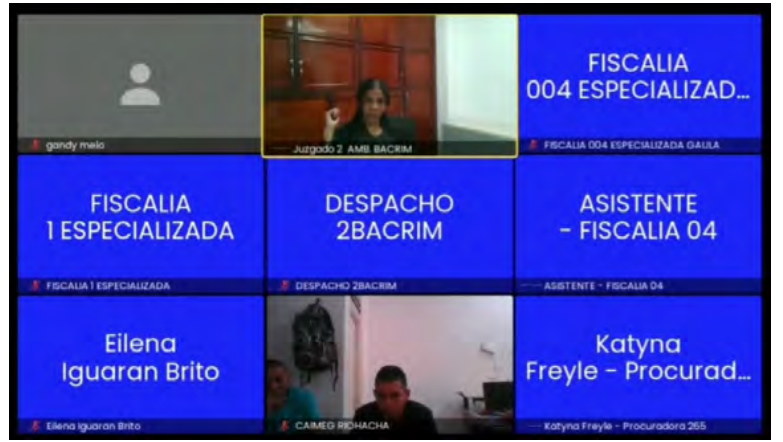 gandy melo
Juzgado 2 AMB. BACRIM
FISCALIA
004 ESPECIALIZAD...
FISCALIA 004 ESPECIALIZADA GAULA
FISCALIA
1 ESPECIALIZADA
FISCALIA 1 ESPECIALIZADA
DESPACHO
2BACRIM
DESPACHO 2BACRIM
ASISTENTE
- FISCALIA 04
ASISTENTE - FISCALIA 04
Eilena
Iguaran Brito
Eilena Iguaran Brito
CAIMEG RIOHACHA
Katyna
Freyle - Procurad...
Katyna Freyle - Procuradora 265